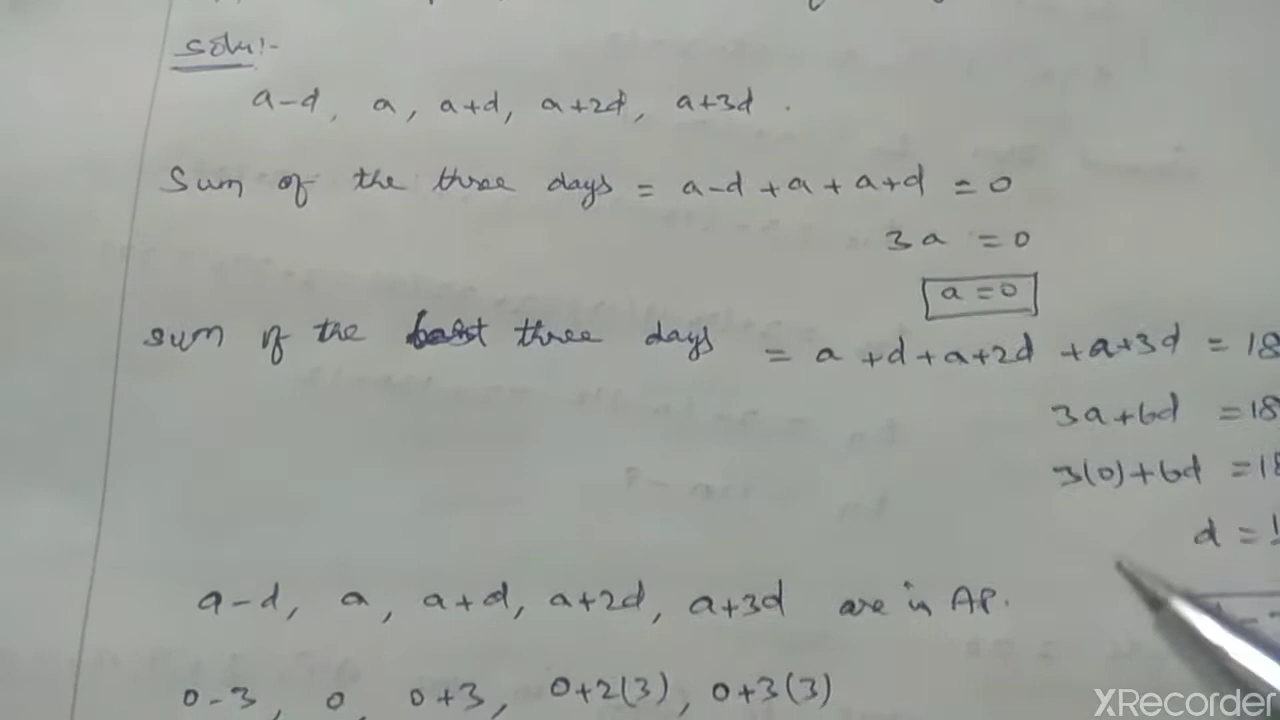 Soln:-
a-d, a, a+d, a+2d, a+3d.
Sum of the three days = a-d + a + a+d = 0
3a = 0
a = 0
sum of the last three days = a+d+a+2d+a+3d = 18
3a+6d = 18
3(0)+6d = 18
d =
a-d, a, a+d, a+2d, a+3d are in AP.
0-3, 0, 0+3, 0+2(3), 0+3(3)
XRecorder